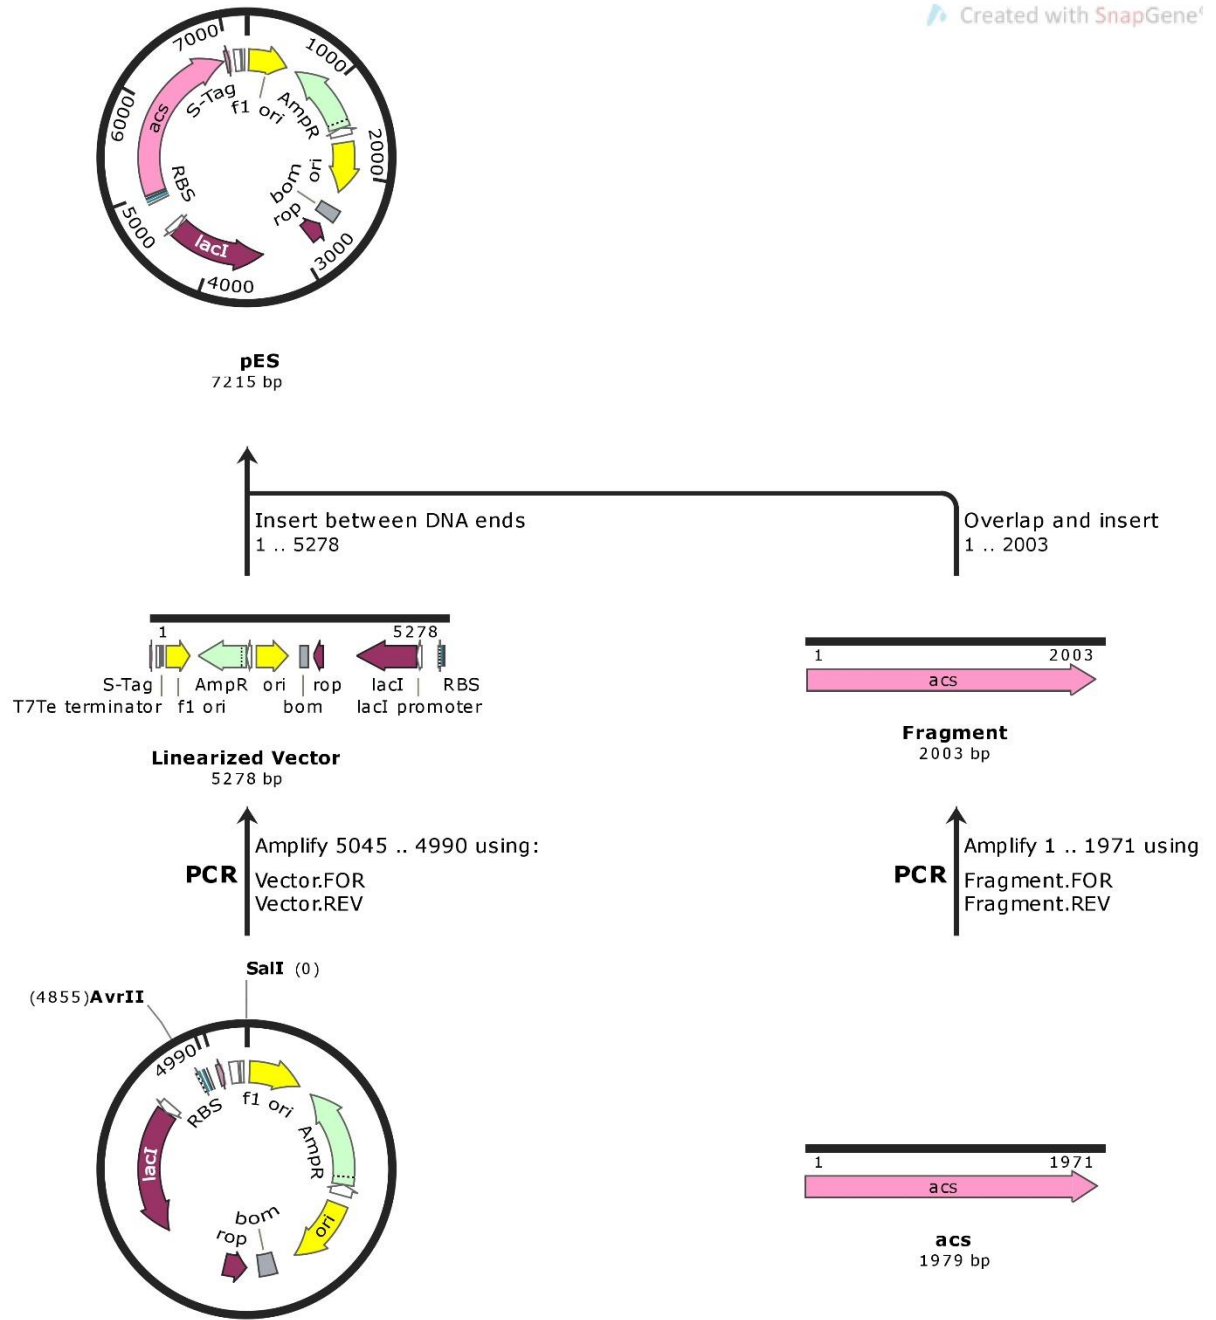 Created with SnapGene®
7000
1000
6000
acs
S-Tag
f1 ori
AmpR
2000
ori
RBS
bom
rop
5000
lacI
3000
4000
pES
7215 bp
Insert between DNA ends
1 .. 5278
Overlap and insert
1 .. 2003
1
5278
S-Tag
AmpR
ori
rop
lacI
RBS
T7Te terminator
f1 ori
bom
lacI promoter
Linearized Vector
5278 bp
1
2003
acs
Fragment
2003 bp
PCR
Amplify 5045 .. 4990 using:
Vector.FOR
Vector.REV
PCR
Amplify 1 .. 1971 using
Fragment.FOR
Fragment.REV
SalI (0)
(4855)AvrII
4990
RBS
f1 ori
AmpR
lacI
ori
bom
rop
1
1971
acs
acs
1979 bp